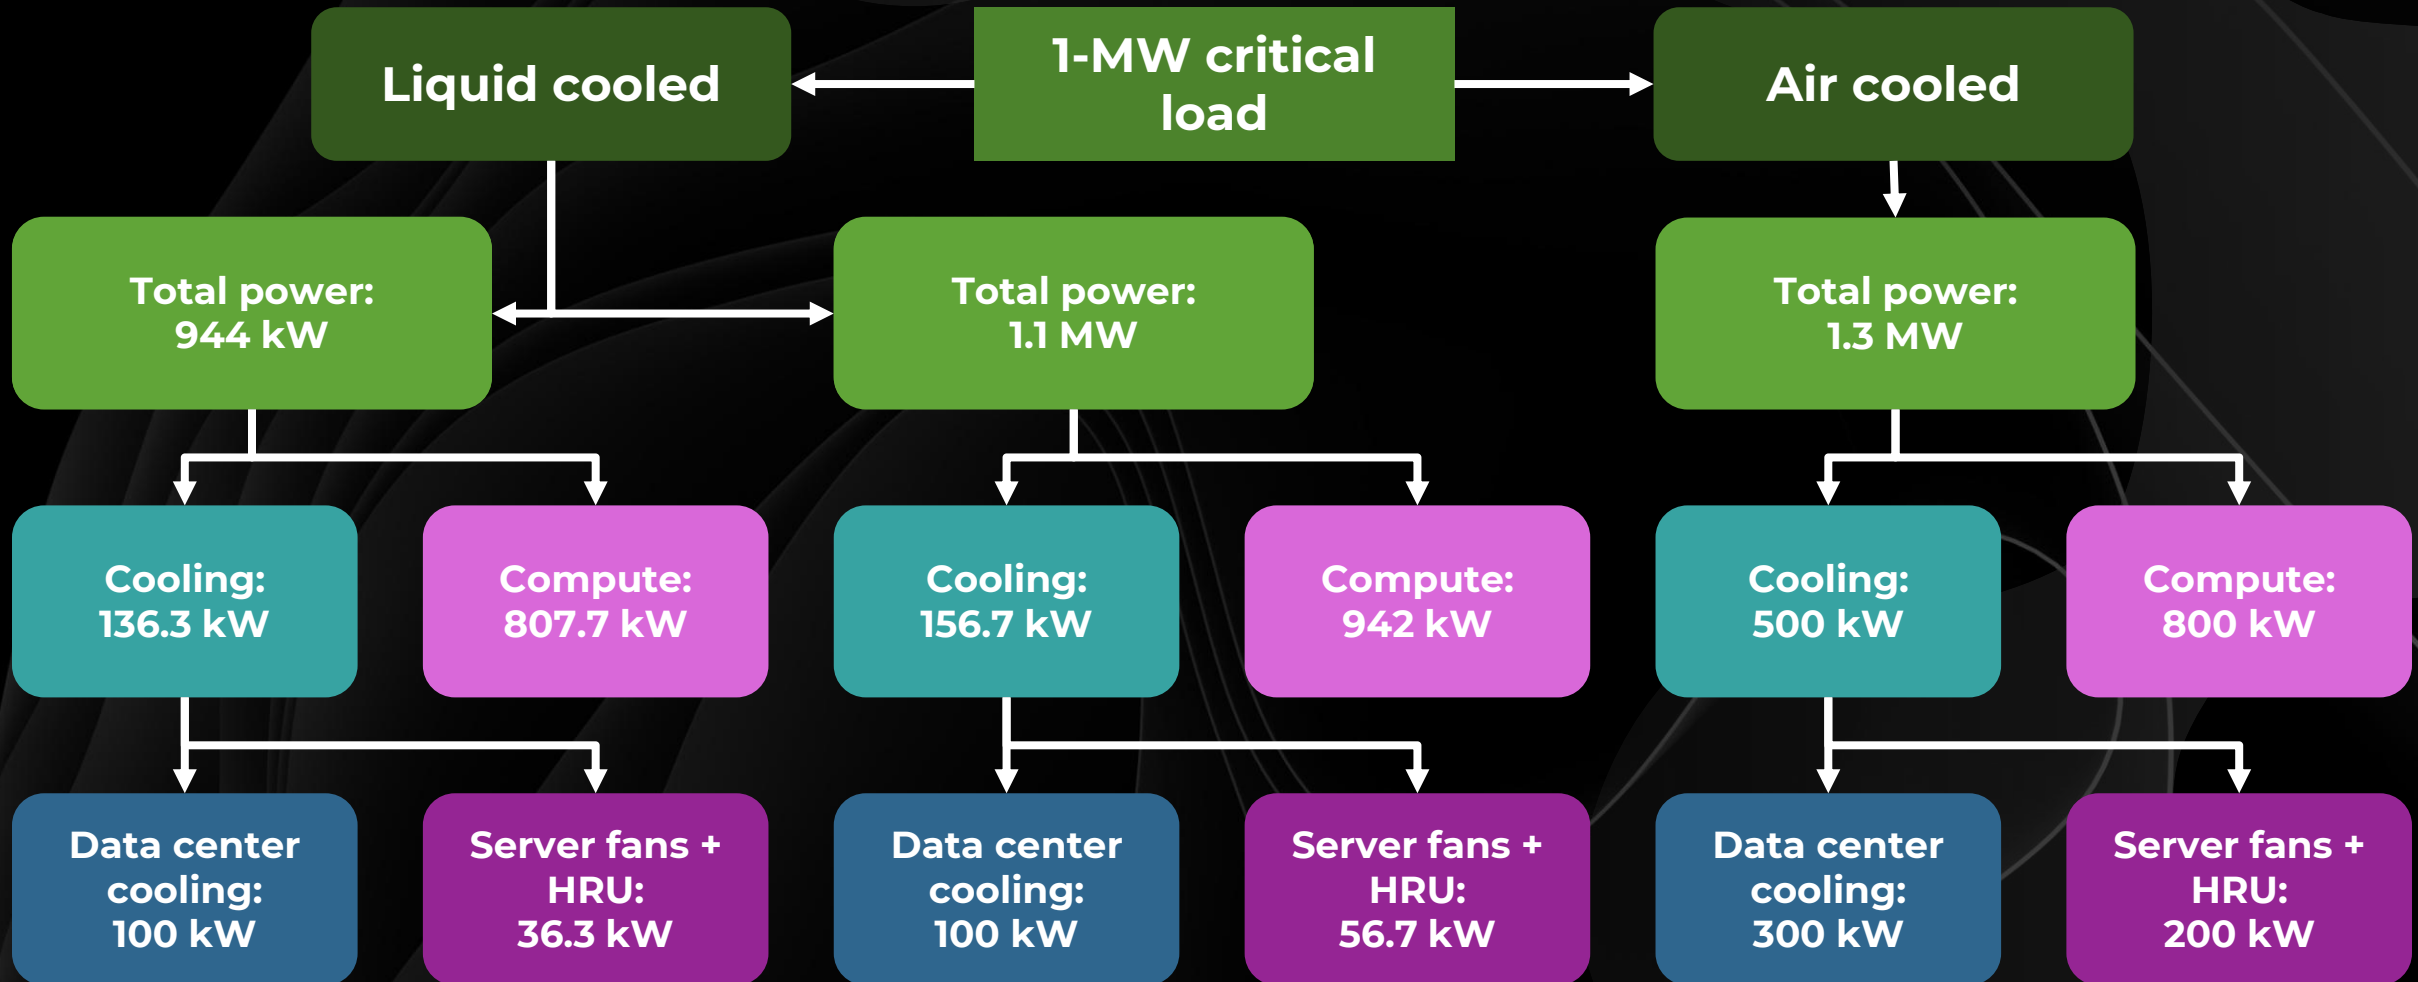 Liquid cooled
1-MW critical
load
Air cooled
Total power:
944 kW
Total power:
1.1 MW
Total power:
1.3 MW
Cooling:
136.3 kW
Compute:
807.7 kW
Cooling:
156.7 kW
Compute:
942 kW
Cooling:
500 kW
Compute:
800 kW
Data center
cooling:
100 kW
Server fans +
HRU:
36.3 kW
Data center
cooling:
100 kW
Server fans +
HRU:
56.7 kW
Data center
cooling:
300 kW
Server fans +
HRU:
200 kW